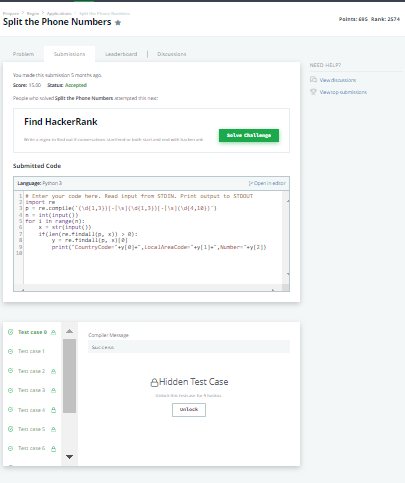 Prepare > Regex > Applications > Split the Phone Numbers
Split the Phone Numbers
Points: 695 Rank: 2574
Problem
Submissions
Leaderboard
Discussions
You made this submission 5 months ago.
Score: 15.00 Status: Accepted
People who solved Split the Phone Numbers attempted this next:
Find HackerRank
Solve Challenge
NEED HELP?
View discussions
View top submissions
Submitted Code
Language: Python 3
Open in editor
1 # Enter your code here. Read input from STDIN. Print output to STDOUT
2 import re
3 p = re.compile('(\d{1,3})[-|\s](\d{1,3})[-|\s](\d{4,10})')
4 n = int(input())
5 for i in range(n):
6 x = str(input())
7 if(len(re.findall(p, x)) > 0):
8 y = re.findall(p, x)[0]
9 print("CountryCode="+y[0]+",LocalAreaCode="+y[1]+",Number="+y[2])
10
Test case 0
Test case 1
Test case 2
Test case 3
Test case 4
Test case 5
Test case 6
Compiler Message
Success
Hidden Test Case
Unlock